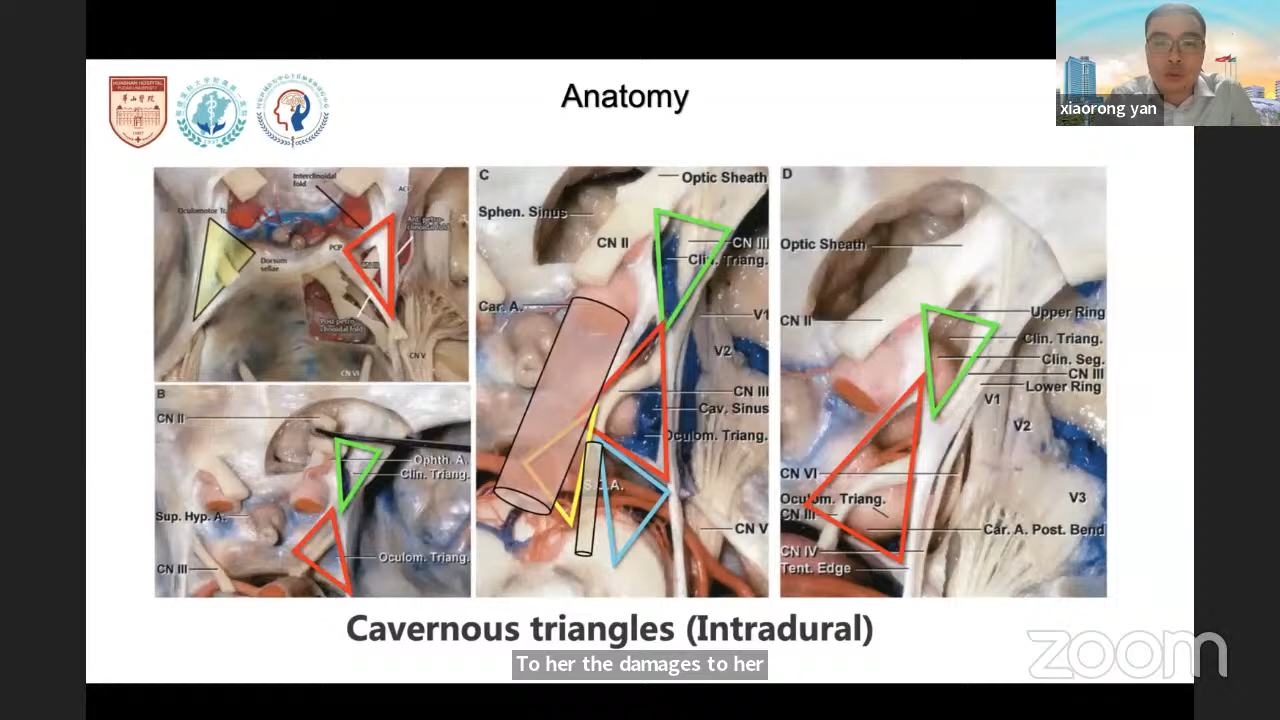 Anatomy
xiaorong yan
HUASHAN HOSPITAL
1907
1937
Interclinoidal
fold
ACP
Oculomotor Tr.
PCP
Dorsum
sellae
CN V
CN VI
B
CN II
Ophth. A.
Clin. Triang.
Sup. Hyp. A.
Oculom. Triang.
CN III
C
Optic Sheath
Sphen. Sinus
CN II
CN III
Clin. Triang.
Car. A.
V1
V2
CN III
Cav. Sinus
Oculom. Triang.
CN V
D
Optic Sheath
CN II
Upper Ring
Clin. Triang.
Clin. Seg.
CN III
Lower Ring
V1
V2
CN VI
V3
Oculom. Triang.
CN III
Car. A. Post. Bend
CN IV
Tent. Edge
Cavernous triangles (Intradural)
To her the damages to her
zoom